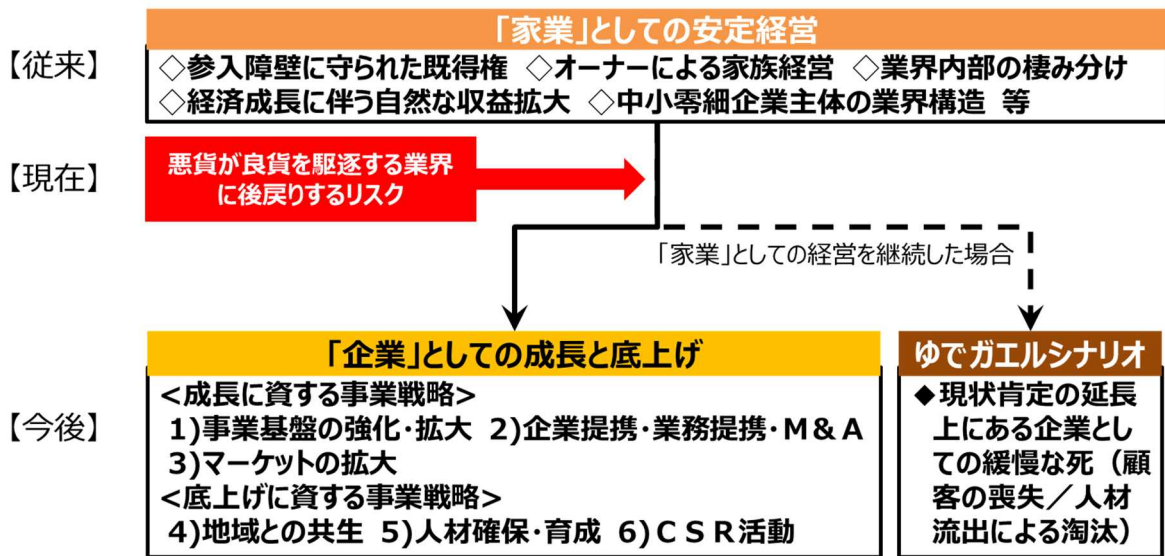 「家業」としての安定経営
【従来】
◇参入障壁に守られた既得権 ◇オーナーによる家族経営 ◇業界内部の棲み分け
◇経済成長に伴う自然な収益拡大 ◇中小零細企業主体の業界構造 等
【現在】
悪貨が良貨を駆逐する業界
に後戻りするリスク
「家業」としての経営を継続した場合
【今後】
「企業」としての成長と底上げ
<成長に資する事業戦略>
1)事業基盤の強化・拡大 2)企業提携・業務提携・M&A
3)マーケットの拡大
<底上げに資する事業戦略>
4)地域との共生 5)人材確保・育成 6)CSR活動
ゆでガエルシナリオ
◆現状肯定の延長
上にある企業とし
ての緩慢な死（顧
客の喪失／人材
流出による淘汰）